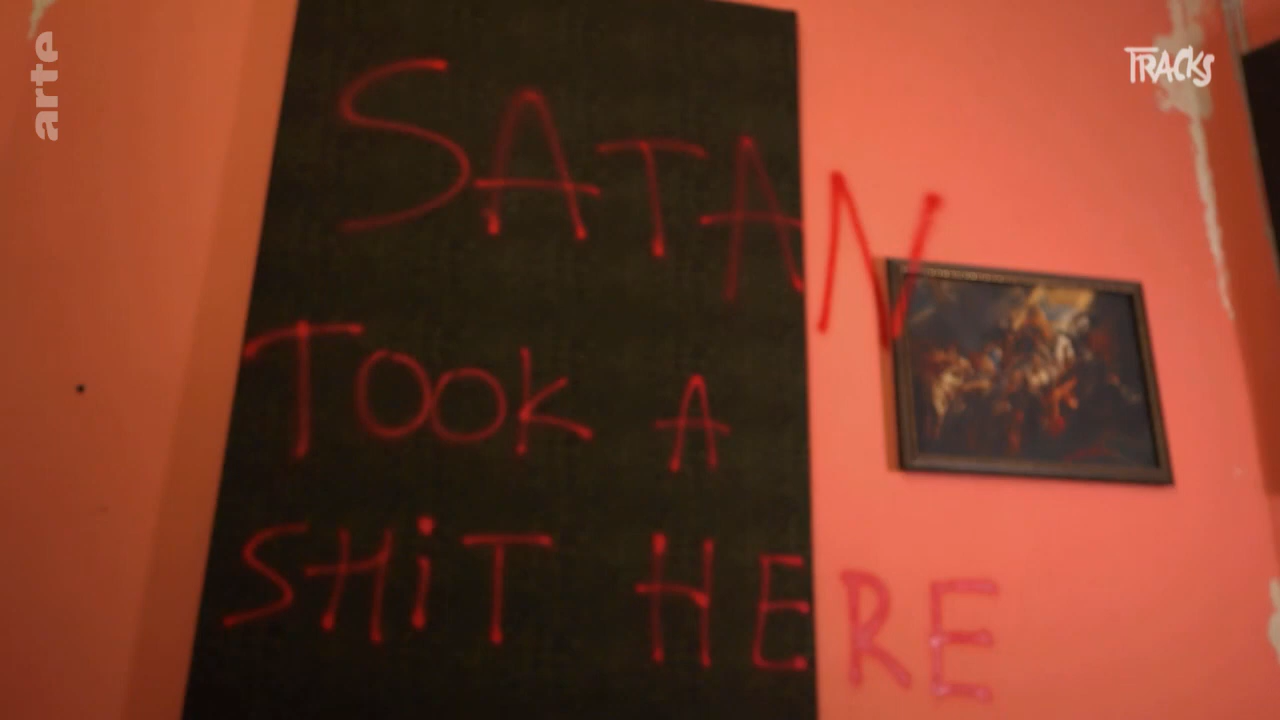 arte
TRACKS
SATAN
TOOK A
SHiT HERE